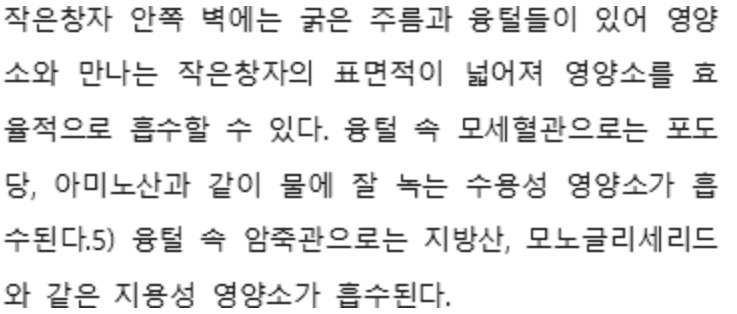 작은창자 안쪽 벽에는 굵은 주름과 융털들이 있어 영양
소와 만나는 작은창자의 표면적이 넓어져 영양소를 효
율적으로 흡수할 수 있다. 융털 속 모세혈관으로는 포도
당, 아미노산과 같이 물에 잘 녹는 수용성 영양소가 흡
수된다.5) 융털 속 암죽관으로는 지방산, 모노글리세리드
와 같은 지용성 영양소가 흡수된다.